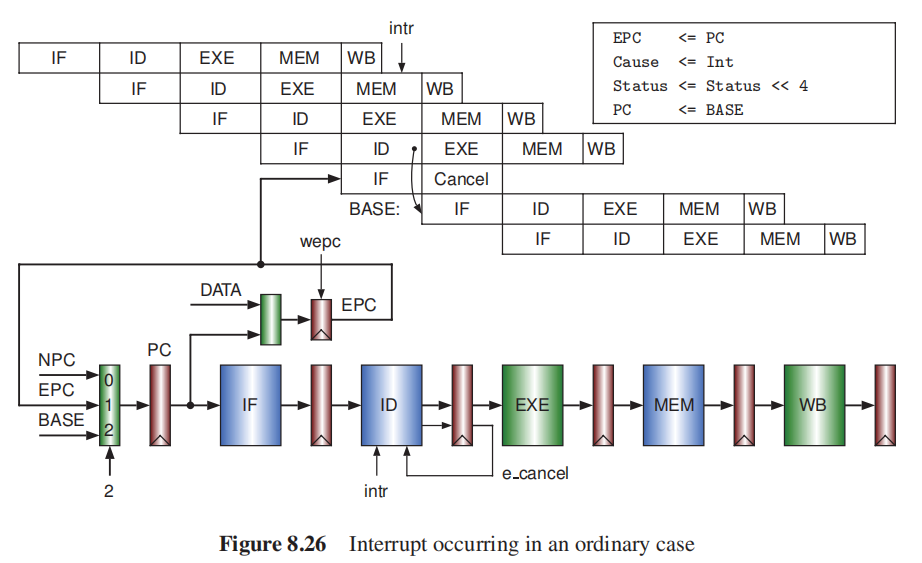 intr
EPC <= PC
Cause <= Int
Status <= Status << 4
PC <= BASE
IF ID EXE MEM WB
IF ID EXE MEM WB
IF ID EXE MEM WB
IF ID EXE MEM WB
IF Cancel
BASE: IF ID EXE MEM WB
IF ID EXE MEM WB
wepc
DATA
EPC
PC
NPC
EPC
BASE
0
1
2
IF ID EXE MEM WB
e_cancel
2
intr
Figure 8.26 Interrupt occurring in an ordinary case